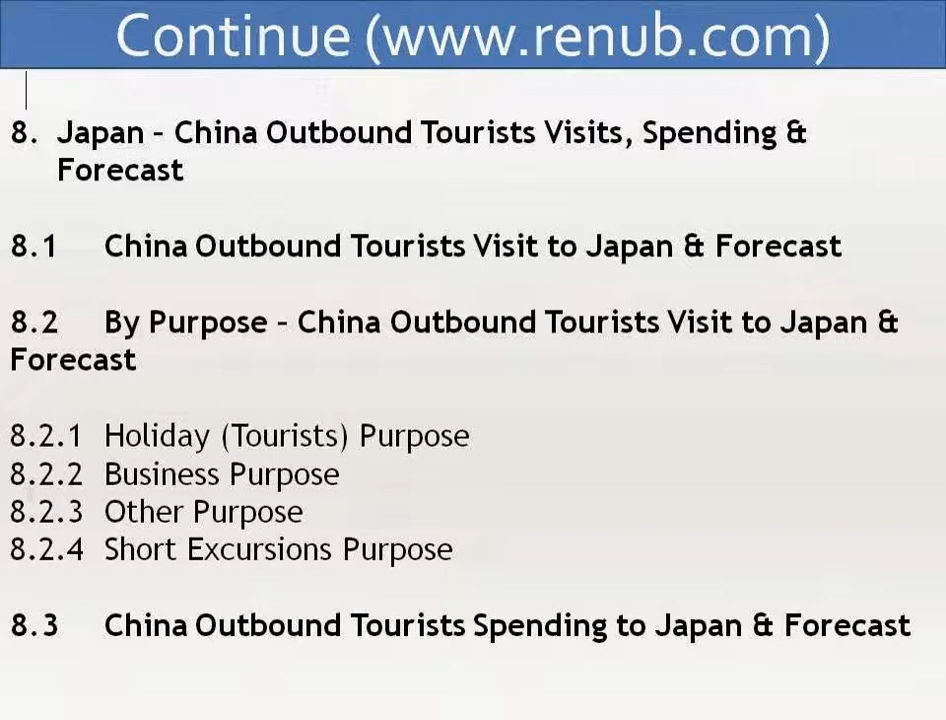 Continue (www.renub.com)
8. Japan – China Outbound Tourists Visits, Spending &
Forecast
8.1 China Outbound Tourists Visit to Japan & Forecast
8.2 By Purpose – China Outbound Tourists Visit to Japan &
Forecast
8.2.1 Holiday (Tourists) Purpose
8.2.2 Business Purpose
8.2.3 Other Purpose
8.2.4 Short Excursions Purpose
8.3 China Outbound Tourists Spending to Japan & Forecast